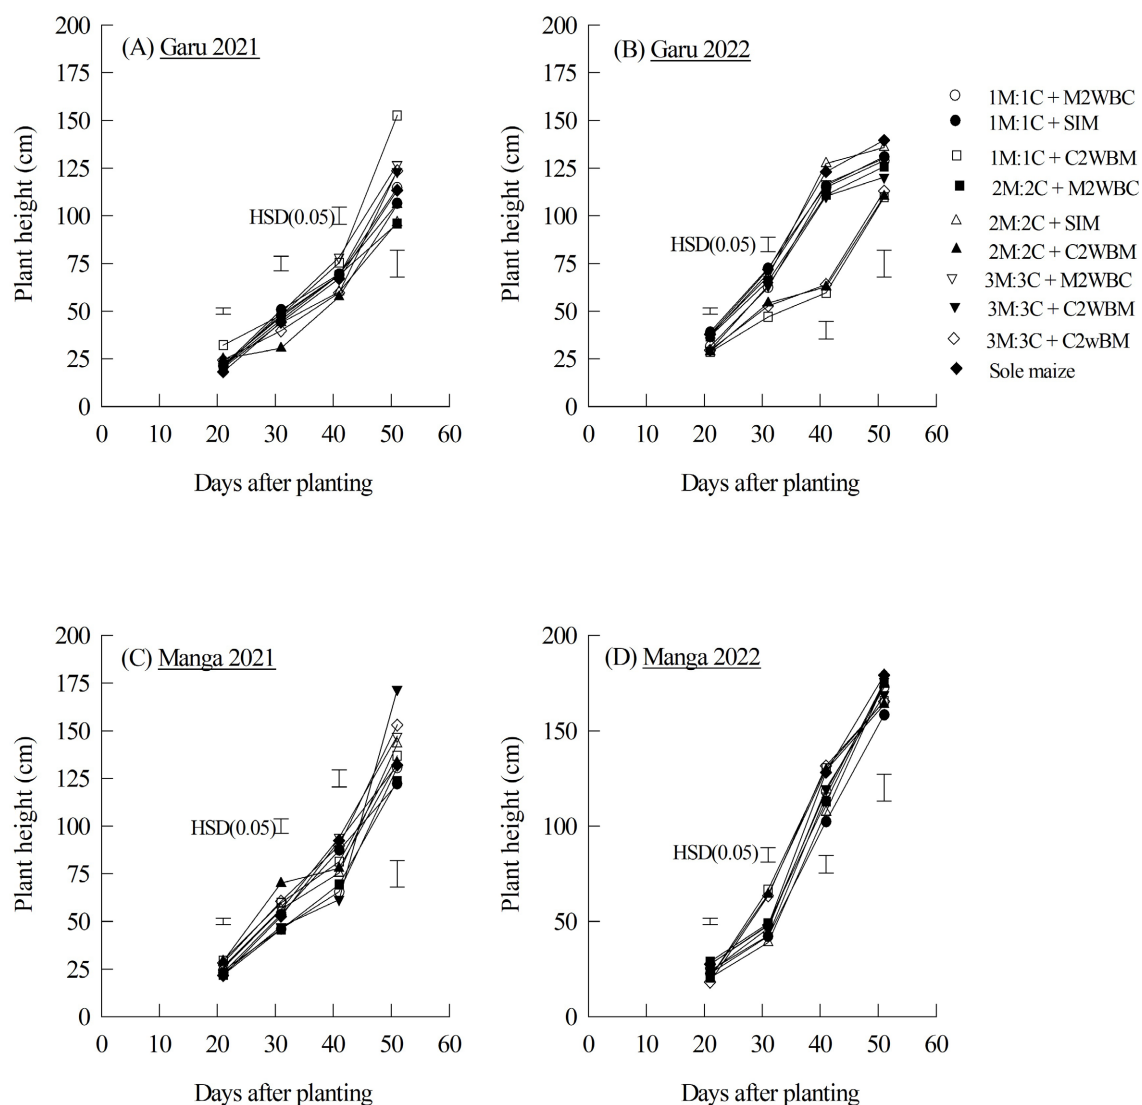 (A) Garu 2021
Plant height (cm)
200
175
150
125
100
75
50
25
0
HSD(0.05)
0 10 20 30 40 50 60
Days after planting
(B) Garu 2022
Plant height (cm)
200
175
150
125
100
75
50
25
0
HSD(0.05)
0 10 20 30 40 50 60
Days after planting
1M:1C + M2WBC
1M:1C + SIM
1M:1C + C2WBM
2M:2C + M2WBC
2M:2C + SIM
2M:2C + C2WBM
3M:3C + M2WBC
3M:3C + C2WBM
3M:3C + C2wBM
Sole maize
(C) Manga 2021
Plant height (cm)
200
175
150
125
100
75
50
25
0
HSD(0.05)
0 10 20 30 40 50 60
Days after planting
(D) Manga 2022
Plant height (cm)
200
175
150
125
100
75
50
25
0
HSD(0.05)
0 10 20 30 40 50 60
Days after planting